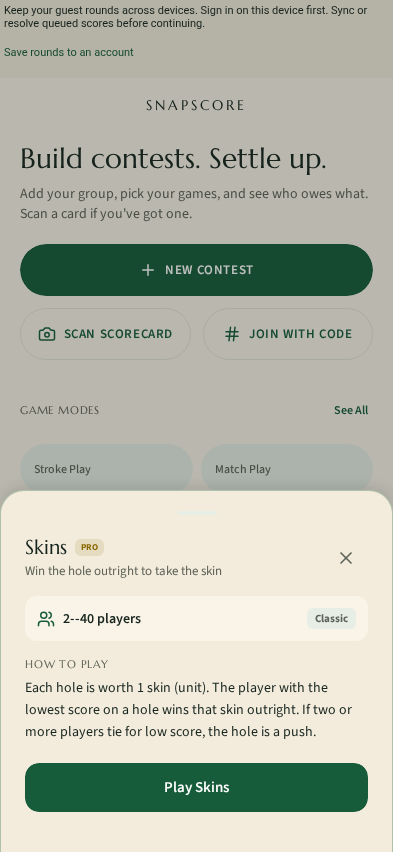 Keep your guest rounds across devices. Sign in on this device first. Sync or
resolve queued scores before continuing.
Save rounds to an account
SNAPSCORE
Build contests. Settle up.
Add your group, pick your games, and see who owes what.
Scan a card if you've got one.
NEW CONTEST
SCAN SCORECARD
JOIN WITH CODE
GAME MODES
See All
Stroke Play
Match Play
Skins PRO
Win the hole outright to take the skin
2--40 players
Classic
HOW TO PLAY
Each hole is worth 1 skin (unit). The player with the
lowest score on a hole wins that skin outright. If two or
more players tie for low score, the hole is a push.
Play Skins